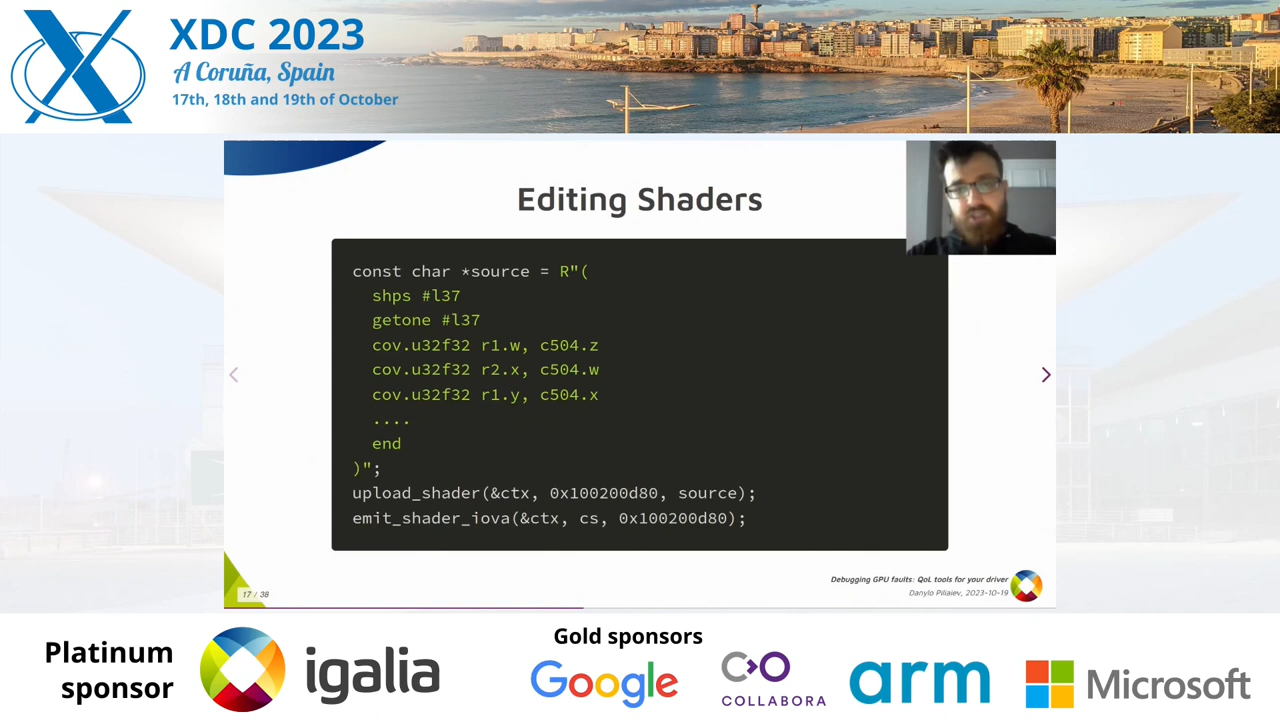 XDC 2023
A Coruña, Spain
17th, 18th and 19th of October
Editing Shaders
const char *source = R"(
shps #l37
getone #l37
cov.u32f32 r1.w, c504.z
cov.u32f32 r2.x, c504.w
cov.u32f32 r1.y, c504.x
....
end
)";
upload_shader(&ctx, 0x100200d80, source);
emit_shader_iova(&ctx, cs, 0x100200d80);
Debugging GPU faults: QoL tools for your driver
Danylo Piliaiev, 2023-10-19
17 / 38
Platinum
sponsor
igalia
Gold sponsors
Google
COLLABORA
arm
Microsoft